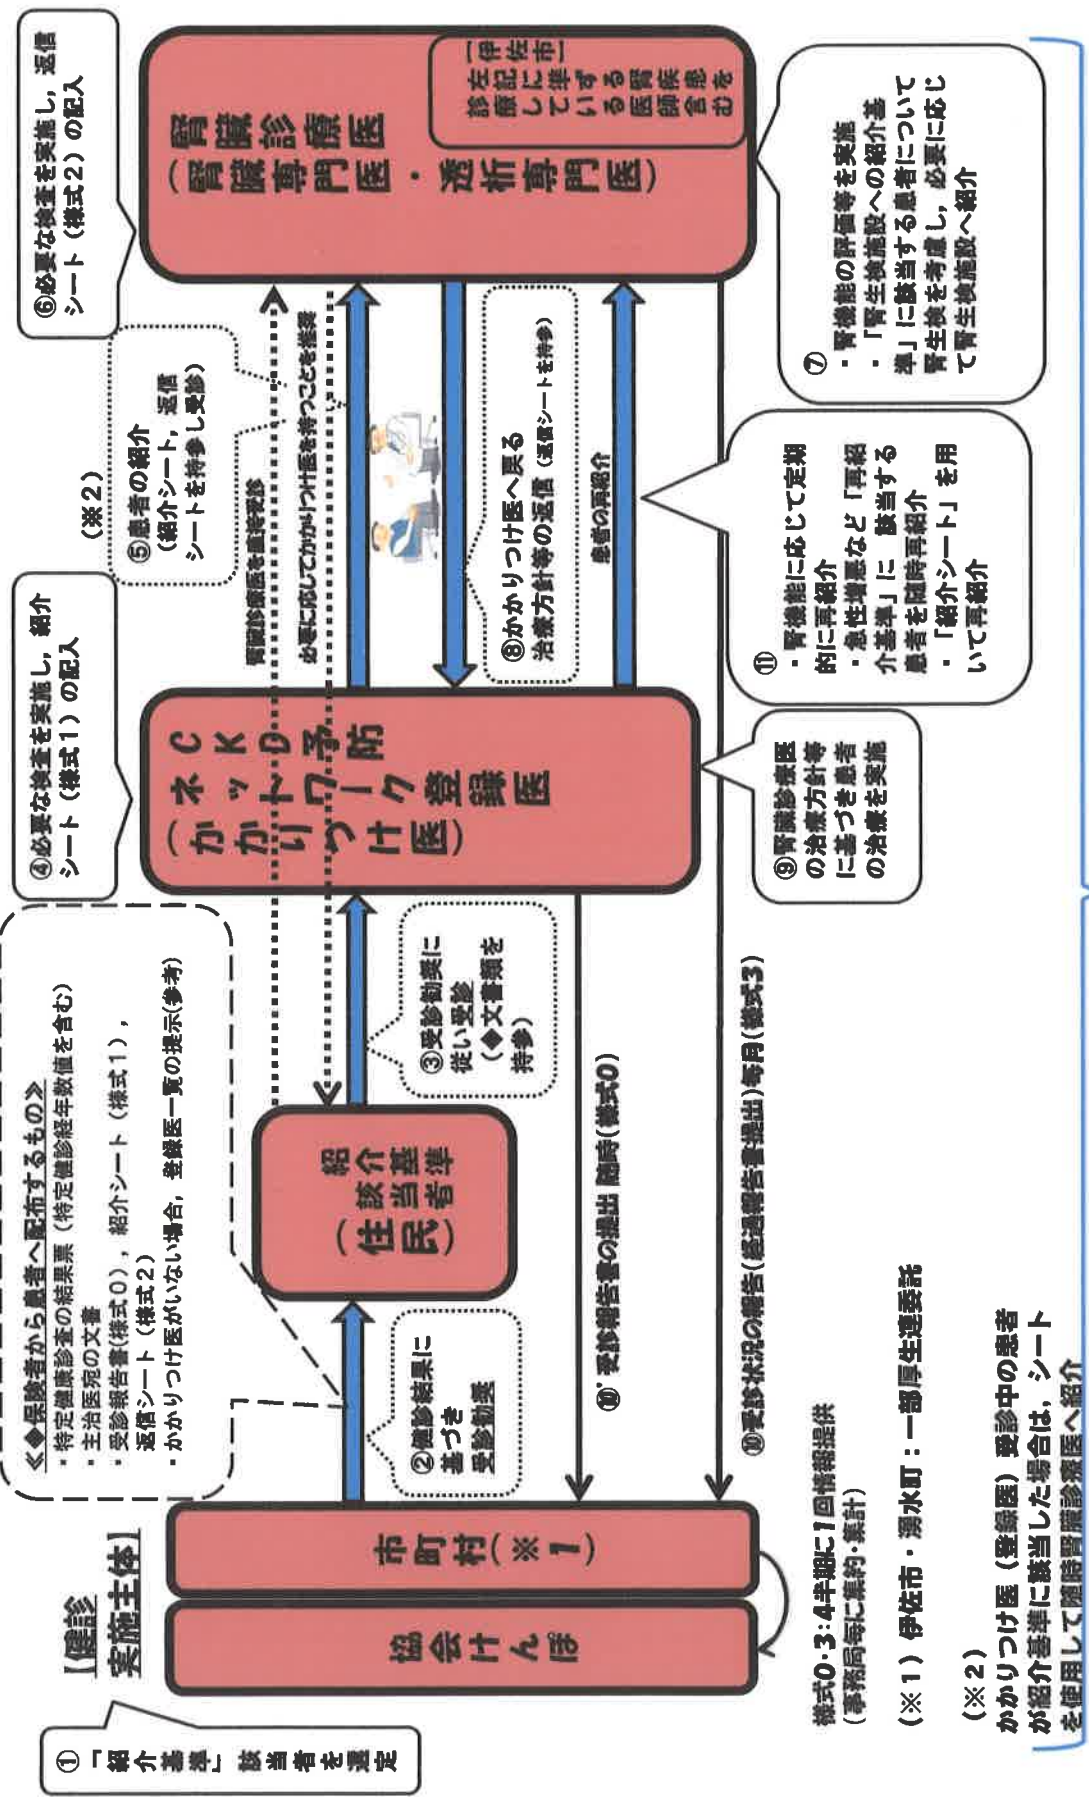 【健診
実施主体】
①「紹介基準」該当者を選定
協会けんぽ
市町村(※1)
≪◆保険者から患者へ配布するもの≫
・特定健康診査の結果票（特定健診経年数値を含む）
・主治医宛の文書
・受診報告書(様式０)，紹介シート（様式１），
返信シート（様式２）
・かかりつけ医がいない場合，登録医一覧の提示(参考)
②健診結果に
基づき
受診勧奨
紹介基準
該当者
（住民）
③受診勧奨に
従い受診
（◆文書類を
持参）
④必要な検査を実施し，紹介
シート（様式１）の記入
ＣＫＤ予防
ネットワーク登録医
（かかりつけ医）
(※2)
⑤患者の紹介
（紹介シート，返信
シートを持参し受診）
腎臓診療医を直接受診
必要に応じてかかりつけ医を持つことを推奨
⑥必要な検査を実施し，返信
シート（様式２）の記入
腎臓診療医
（腎臓専門医・透析専門医）
［伊佐市］
左記に準ずる腎疾患を
診療している医師含む
⑦
・腎機能の評価等を実施
・「腎生検施設への紹介基
準」に該当する患者について
腎生検を考慮し，必要に応じ
て腎生検施設へ紹介
⑧かかりつけ医へ戻る
治療方針等の返信（返信シートを持参）
患者の再紹介
⑨腎臓診療医
の治療方針等
に基づき患者
の治療を実施
⑪
・腎機能に応じて定期
的に再紹介
・急性増悪など「再紹
介基準」に 該当する
患者を随時再紹介
・「紹介シート」を用
いて再紹介
⑩’受診報告書の提出 随時(様式0)
⑩受診状況の報告(経過報告書提出)毎月(様式3)
様式0・3:4半期に1回情報提供
(事務局毎に集約・集計)
(※１）伊佐市・湧水町：一部厚生連委託
(※２)
かかりつけ医（登録医）受診中の患者
が紹介基準に該当した場合は，シート
を使用して随時腎臓診療医へ紹介